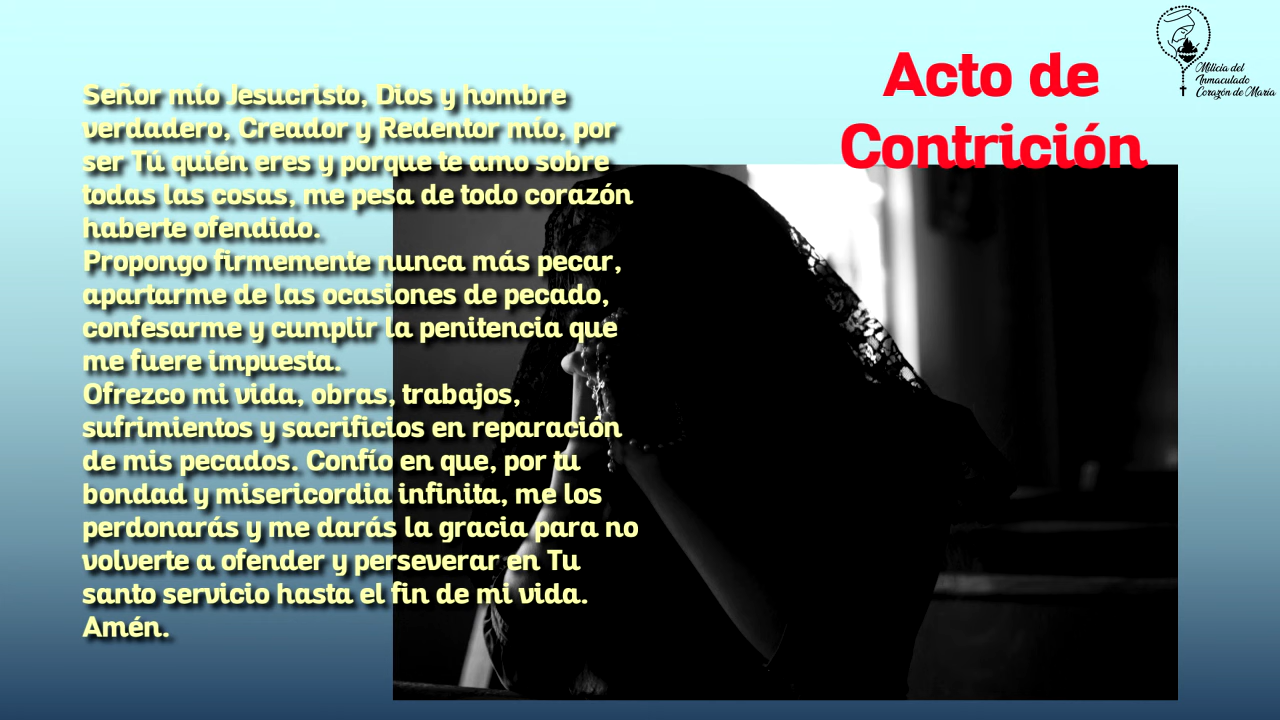 Acto de
Contrición
Milicia del
Inmaculado
Corazón de María
Señor mío Jesucristo, Dios y hombre
verdadero, Creador y Redentor mío, por
ser Tú quién eres y porque te amo sobre
todas las cosas, me pesa de todo corazón
haberte ofendido.
Propongo firmemente nunca más pecar,
apartarme de las ocasiones de pecado,
confesarme y cumplir la penitencia que
me fuere impuesta.
Ofrezco mi vida, obras, trabajos,
sufrimientos y sacrificios en reparación
de mis pecados. Confío en que, por tu
bondad y misericordia infinita, me los
perdonarás y me darás la gracia para no
volverte a ofender y perseverar en Tu
santo servicio hasta el fin de mi vida.
Amén.